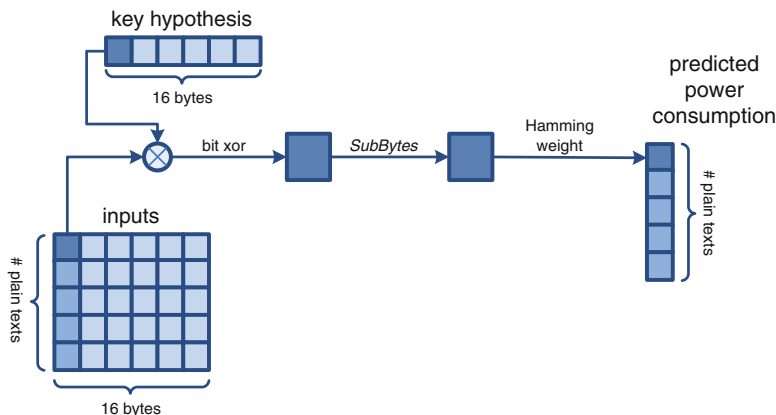 key hypothesis
16 bytes
predicted
power
consumption
bit xor
SubBytes
Hamming
weight
# plain texts
inputs
# plain texts
16 bytes